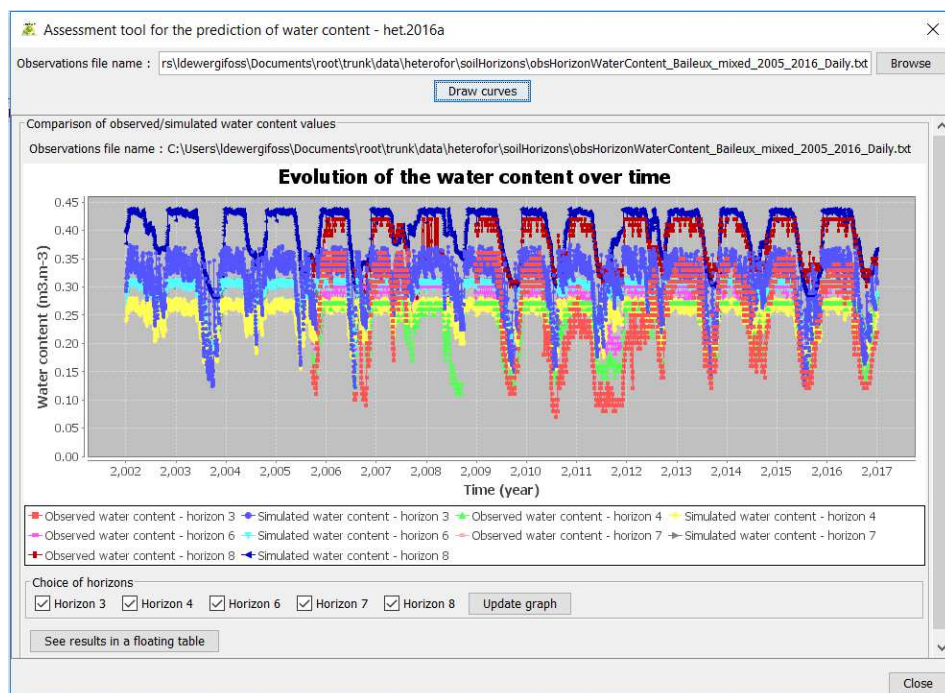 Assessment tool for the prediction of water content - het.2016a
Observations file name : rs\ldewergifoss\Documents\root\trunk\data\heterofor\soilHorizons\obsHorizonWaterContent_Baileux_mixed_2005_2016_Daily.txt Browse
Draw curves
Comparison of observed/simulated water content values
Observations file name : C:\Users\ldewergifoss\Documents\root\trunk\data\heterofor\soilHorizons\obsHorizonWaterContent_Baileux_mixed_2005_2016_Daily.txt
Evolution of the water content over time
Water content (m3.m-3)
0.45
0.40
0.35
0.30
0.25
0.20
0.15
0.10
0.05
0.00
2,002 2,003 2,004 2,005 2,006 2,007 2,008 2,009 2,010 2,011 2,012 2,013 2,014 2,015 2,016 2,017
Time (year)
Observed water content - horizon 3 Simulated water content - horizon 3 Observed water content - horizon 4 Simulated water content - horizon 4
Observed water content - horizon 6 Simulated water content - horizon 6 Observed water content - horizon 7 Simulated water content - horizon 7
Observed water content - horizon 8 Simulated water content - horizon 8
Choice of horizons
Horizon 3 Horizon 4 Horizon 6 Horizon 7 Horizon 8 Update graph
See results in a floating table
Close